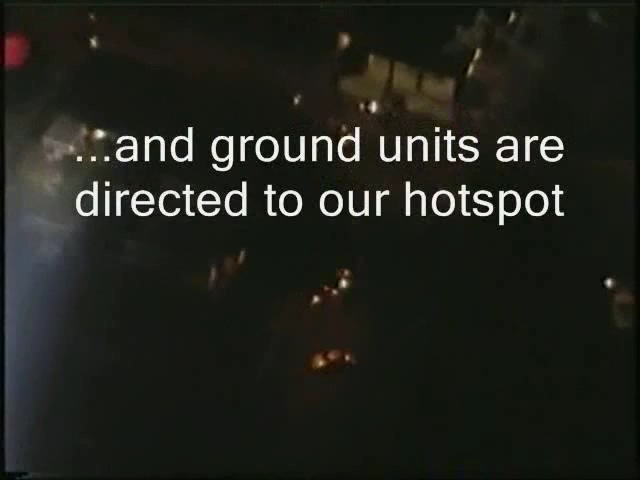 ...and ground units are
directed to our hotspot